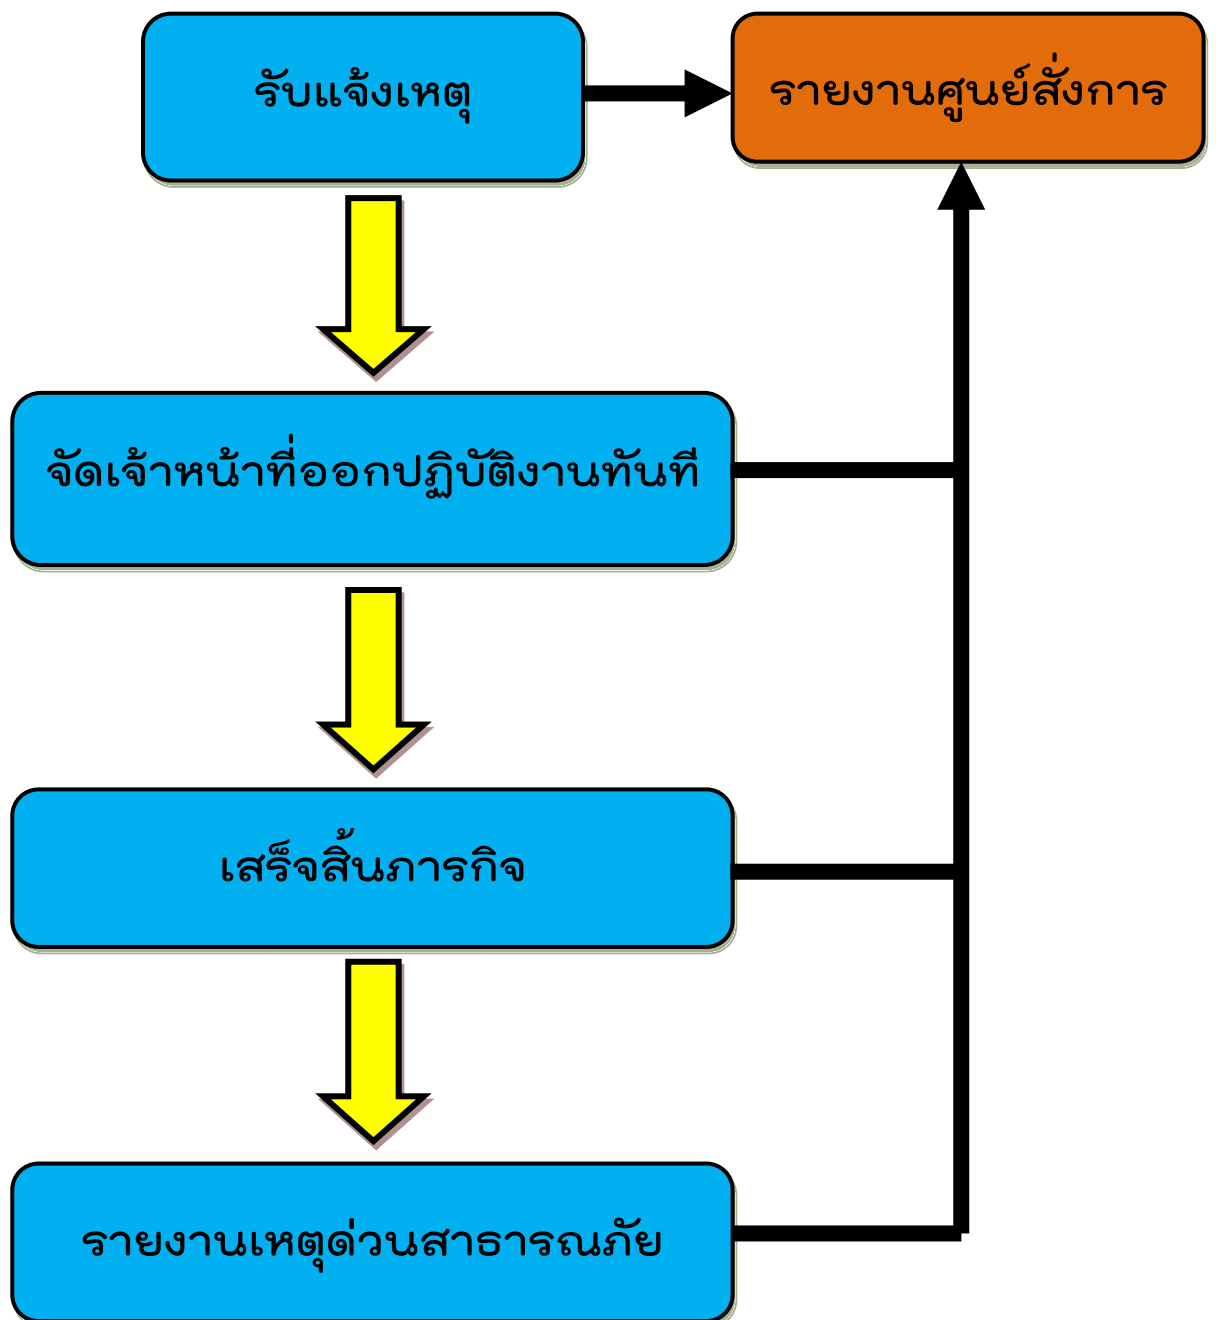 รับแจ้งเหตุ
รายงานศูนย์สั่งการ
จัดเจ้าหน้าที่ออกปฏิบัติงานทันที
เสร็จสิ้นภารกิจ
รายงานเหตุด่วนสาธารณภัย